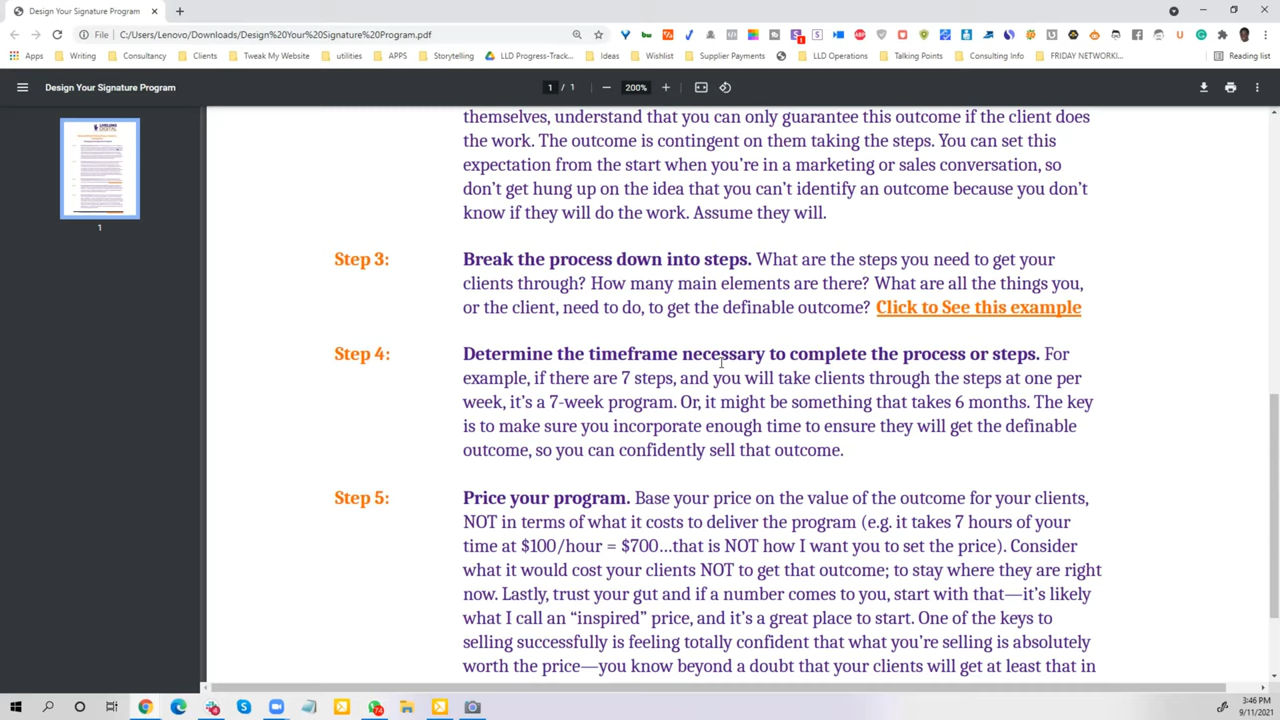 Design Your Signature Program
File
C:/Users/Lenovo/Downloads/Design%20Your%20Signature%20Program.pdf
Apps
Writing
Consultancy
Clients
Tweak My Website
utilities
APPS
Storytelling
LLD Progress-Track...
Ideas
Wishlist
Supplier Payments
LLD Operations
Talking Points
Consulting Info
FRIDAY NETWORKI...
Reading list
Design Your Signature Program
1 / 1
200%
1
themselves, understand that you can only guarantee this outcome if the client does
the work. The outcome is contingent on them taking the steps. You can set this
expectation from the start when you're in a marketing or sales conversation, so
don't get hung up on the idea that you can't identify an outcome because you don't
know if they will do the work. Assume they will.
Step 3:
Break the process down into steps. What are the steps you need to get your
clients through? How many main elements are there? What are all the things you,
or the client, need to do, to get the definable outcome? Click to See this example
Step 4:
Determine the timeframe necessary to complete the process or steps. For
example, if there are 7 steps, and you will take clients through the steps at one per
week, it's a 7-week program. Or, it might be something that takes 6 months. The key
is to make sure you incorporate enough time to ensure they will get the definable
outcome, so you can confidently sell that outcome.
Step 5:
Price your program. Base your price on the value of the outcome for your clients,
NOT in terms of what it costs to deliver the program (e.g. it takes 7 hours of your
time at $100/hour = $700…that is NOT how I want you to set the price). Consider
what it would cost your clients NOT to get that outcome; to stay where they are right
now. Lastly, trust your gut and if a number comes to you, start with that—it's likely
what I call an “inspired” price, and it's a great place to start. One of the keys to
selling successfully is feeling totally confident that what you're selling is absolutely
worth the price—you know beyond a doubt that your clients will get at least that in
74
3:46 PM
9/11/2021